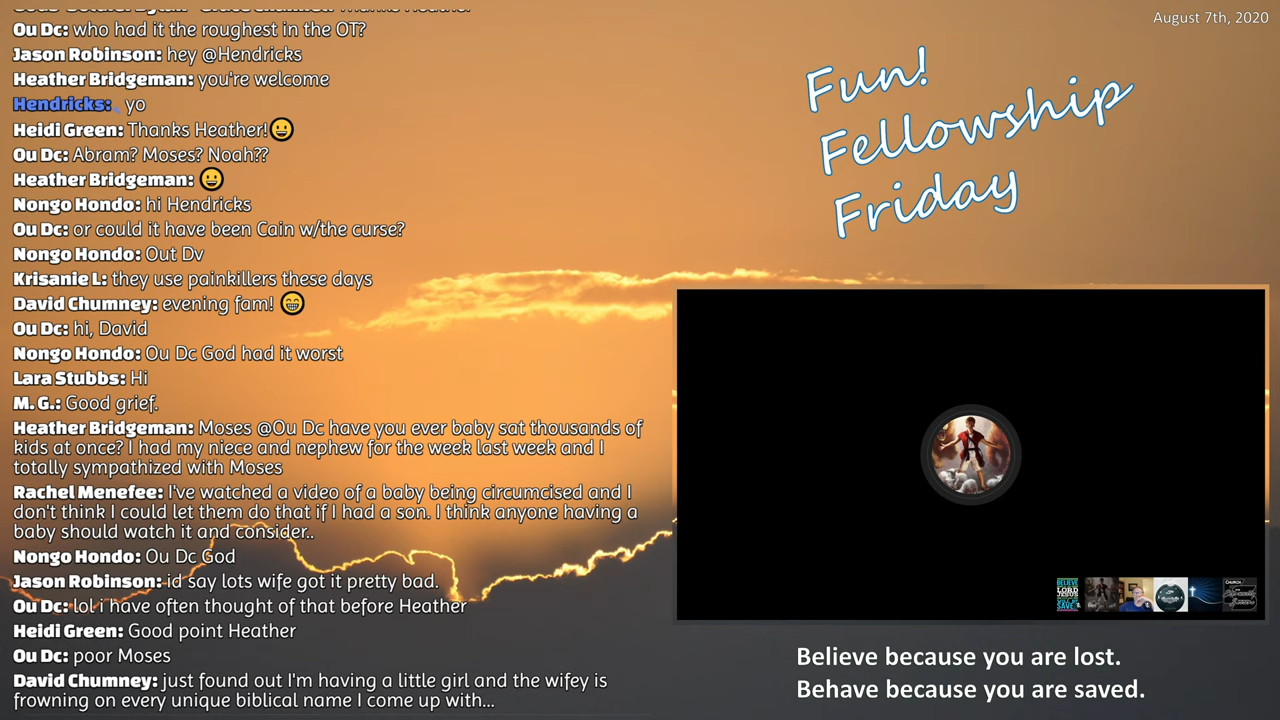 Ou Dc: who had it the roughest in the OT?
Jason Robinson: hey @Hendricks
Heather Bridgeman: you're welcome
Hendricks: yo
Heidi Green: Thanks Heather!😀
Ou Dc: Abram? Moses? Noah??
Heather Bridgeman: 😀
Nongo Hondo: hi Hendricks
Ou Dc: or could it have been Cain w/the curse?
Nongo Hondo: Out Dv
Krisanie L: they use painkillers these days
David Chumney: evening fam! 😁
Ou Dc: hi, David
Nongo Hondo: Ou Dc God had it worst
Lara Stubbs: Hi
M. G.: Good grief.
Heather Bridgeman: Moses @Ou Dc have you ever baby sat thousands of
kids at once? I had my niece and nephew for the week last week and I
totally sympathized with Moses
Rachel Menefee: I've watched a video of a baby being circumcised and I
don't think I could let them do that if I had a son. I think anyone having a
baby should watch it and consider..
Nongo Hondo: Ou Dc God
Jason Robinson: id say lots wife got it pretty bad.
Ou Dc: lol i have often thought of that before Heather
Heidi Green: Good point Heather
Ou Dc: poor Moses
David Chumney: just found out I'm having a little girl and the wifey is
frowning on every unique biblical name I come up with...
August 7th, 2020
Fun!
Fellowship
Friday
BELIEVE
LORD
JESUS
SAVE
CHURCH
Believe because you are lost.
Behave because you are saved.